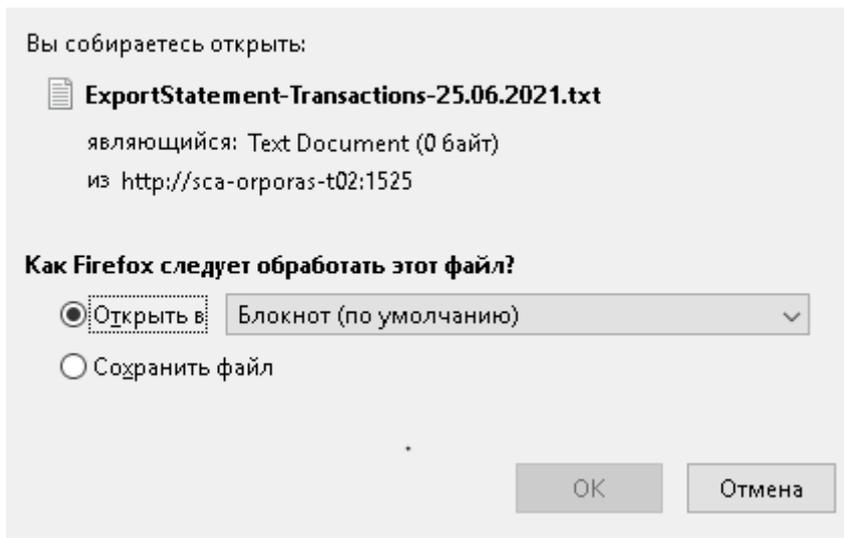 Вы собираетесь открыть:
ExportStatement-Transactions-25.06.2021.txt
являющийся: Text Document (0 байт)
из http://sca-orporas-t02:1525
Как Firefox следует обработать этот файл?
Открыть в Блокнот (по умолчанию)
Сохранить файл
OK Отмена